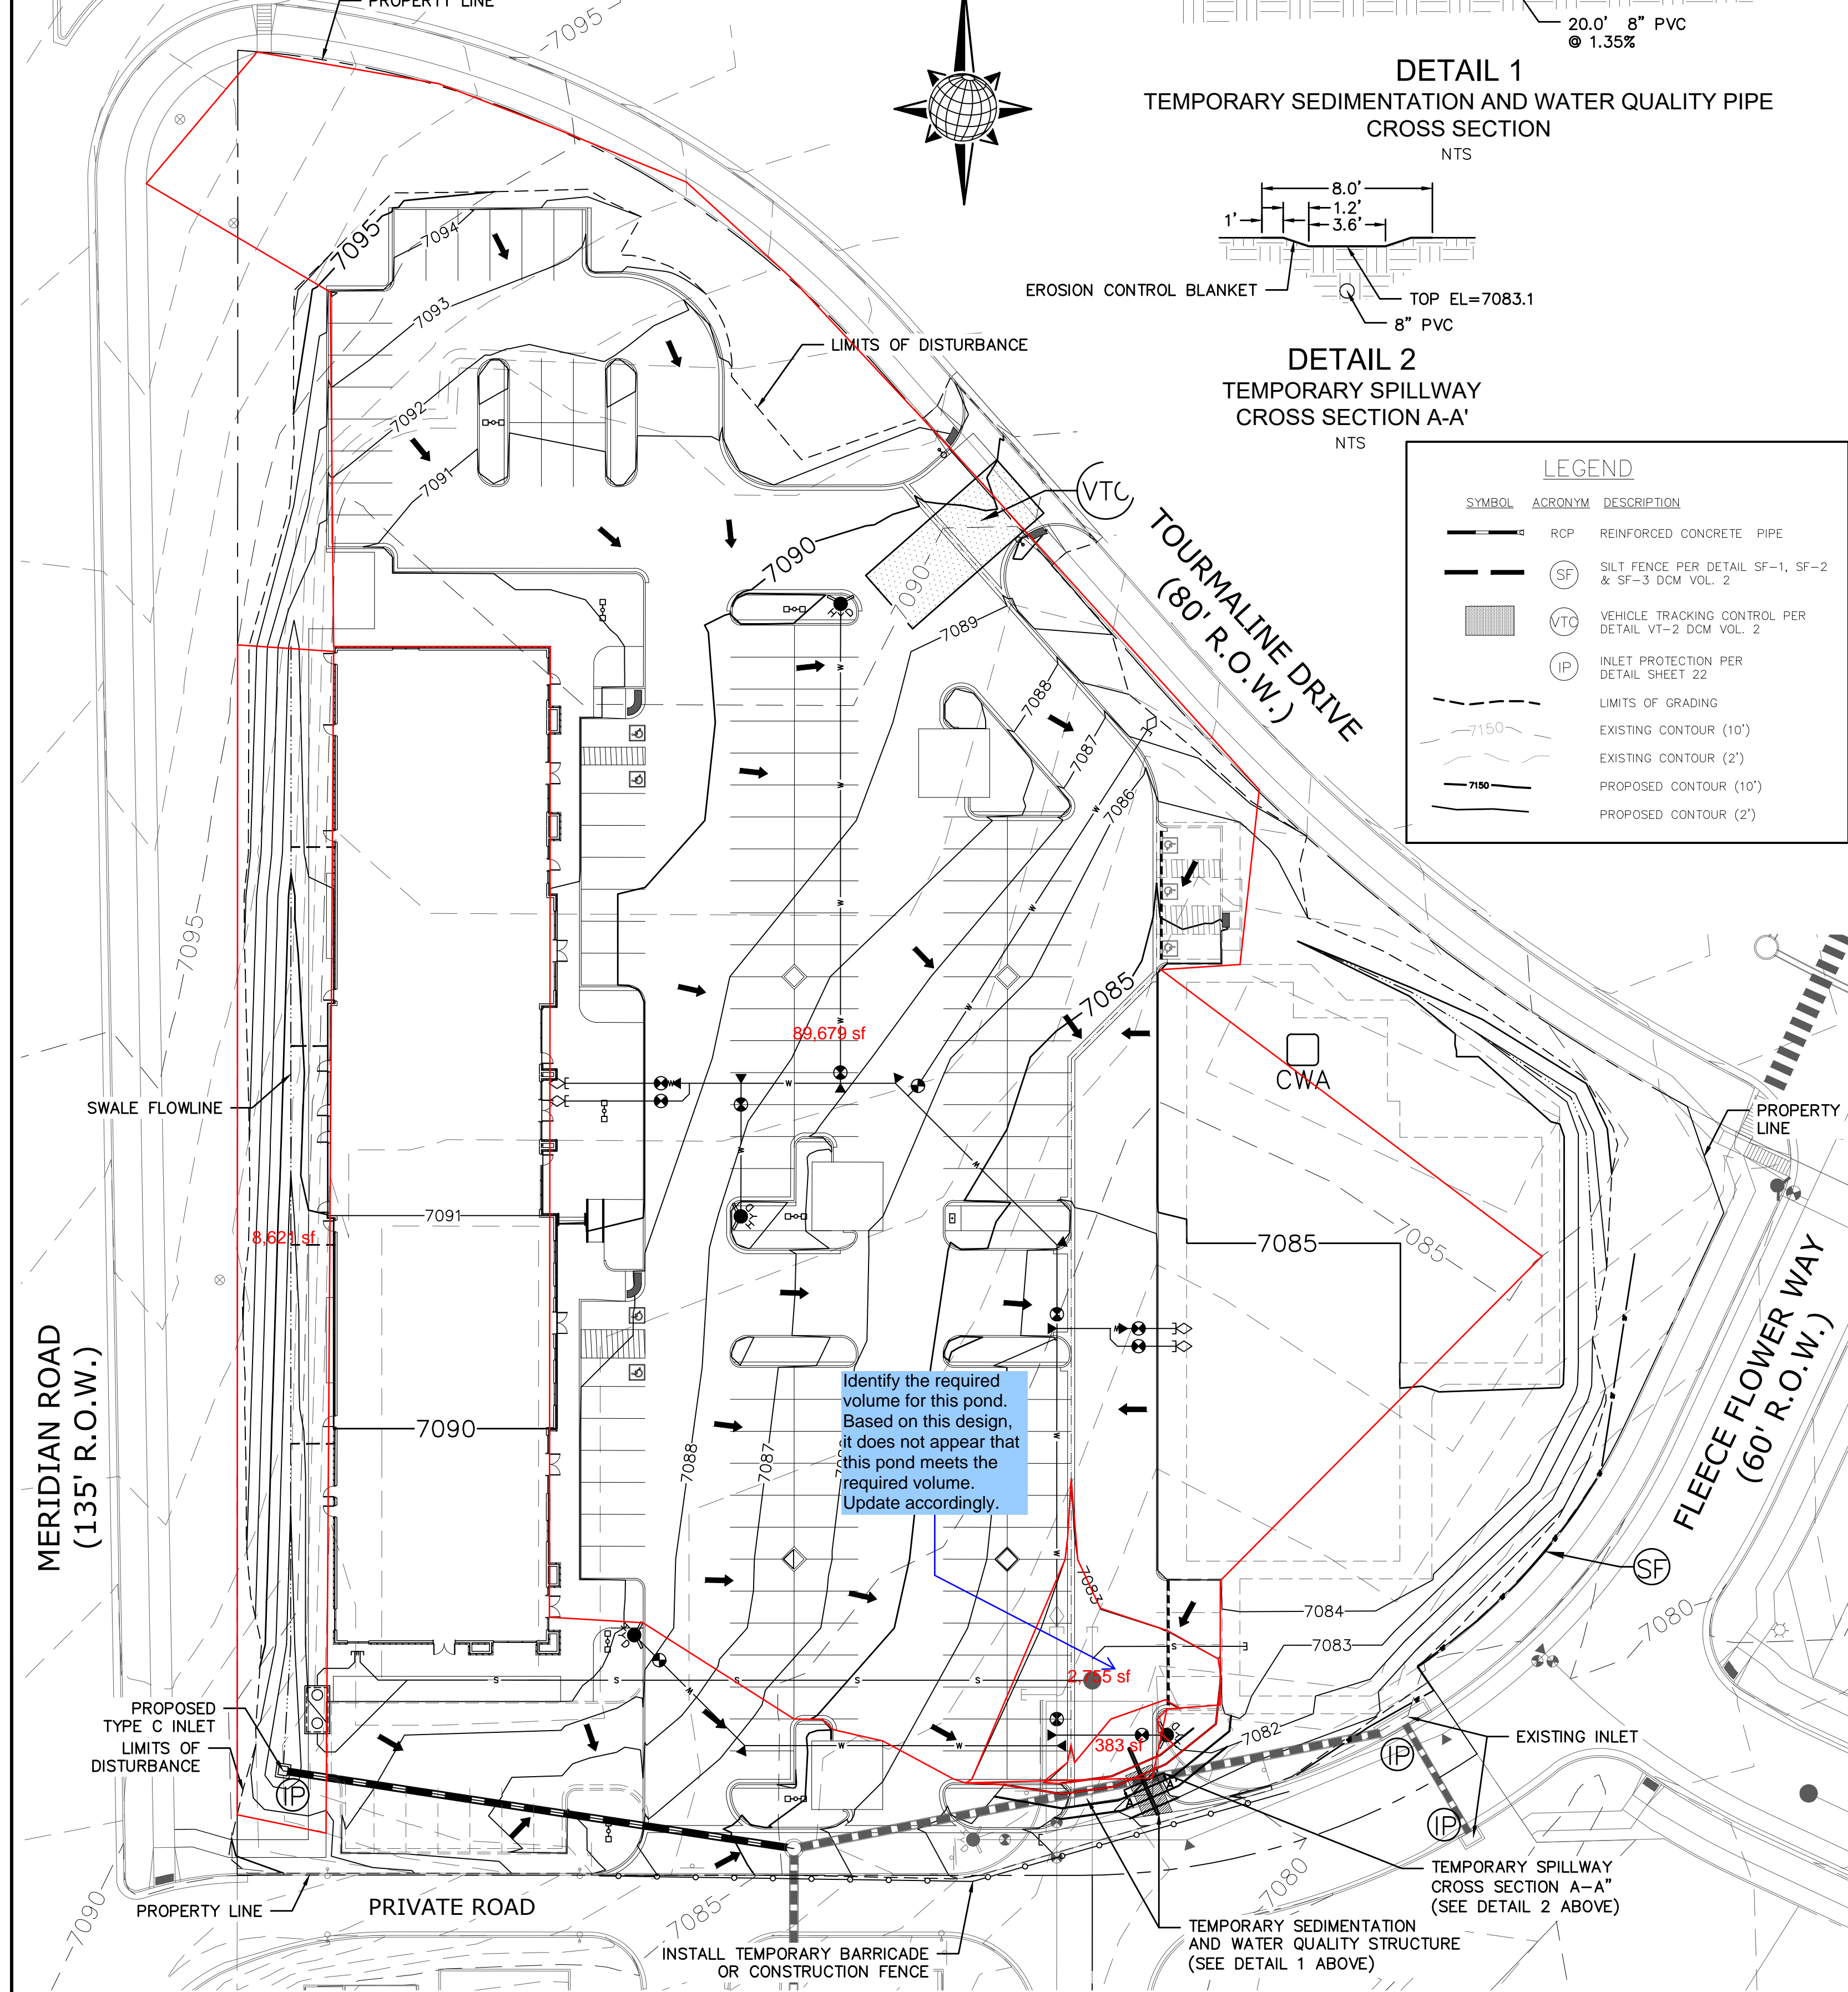 PROPERTY LINE
7095
20.0' 8" PVC
@ 1.35%
DETAIL 1
TEMPORARY SEDIMENTATION AND WATER QUALITY PIPE
CROSS SECTION
NTS
8.0'
1.2'
1'
3.6'
EROSION CONTROL BLANKET
TOP EL=7083.1
8" PVC
DETAIL 2
TEMPORARY SPILLWAY
CROSS SECTION A-A'
NTS
LEGEND
SYMBOL ACRONYM DESCRIPTION
RCP REINFORCED CONCRETE PIPE
SF SILT FENCE PER DETAIL SF-1, SF-2
& SF-3 DCM VOL. 2
VTC VEHICLE TRACKING CONTROL PER
DETAIL VT-2 DCM VOL. 2
IP INLET PROTECTION PER
DETAIL SHEET 22
LIMITS OF GRADING
7150 EXISTING CONTOUR (10')
EXISTING CONTOUR (2')
7150 PROPOSED CONTOUR (10')
PROPOSED CONTOUR (2')
7095
7094
7093
7092
7091
LIMITS OF DISTURBANCE
VTC
TOURMALINE DRIVE
(80' R.O.W.)
7090
7090
7089
7088
7087
7086
7095
7085
89,679 sf
CWA
SWALE FLOWLINE
PROPERTY
LINE
8,621 sf
7091
7085
7085
MERIDIAN ROAD
(135' R.O.W.)
7090
7088
7087
Identify the required
volume for this pond.
Based on this design,
it does not appear that
this pond meets the
required volume.
Update accordingly.
FLEECE FLOWER WAY
(60' R.O.W.)
SF
7083
7084
7083
7080
2,755 sf
383 sf
7082
PROPOSED
TYPE C INLET
LIMITS OF
DISTURBANCE
IP
EXISTING INLET
IP
IP
A
A'
TEMPORARY SPILLWAY
CROSS SECTION A-A"
(SEE DETAIL 2 ABOVE)
7090
PROPERTY LINE
PRIVATE ROAD
7085
7080
INSTALL TEMPORARY BARRICADE
OR CONSTRUCTION FENCE
TEMPORARY SEDIMENTATION
AND WATER QUALITY STRUCTURE
(SEE DETAIL 1 ABOVE)